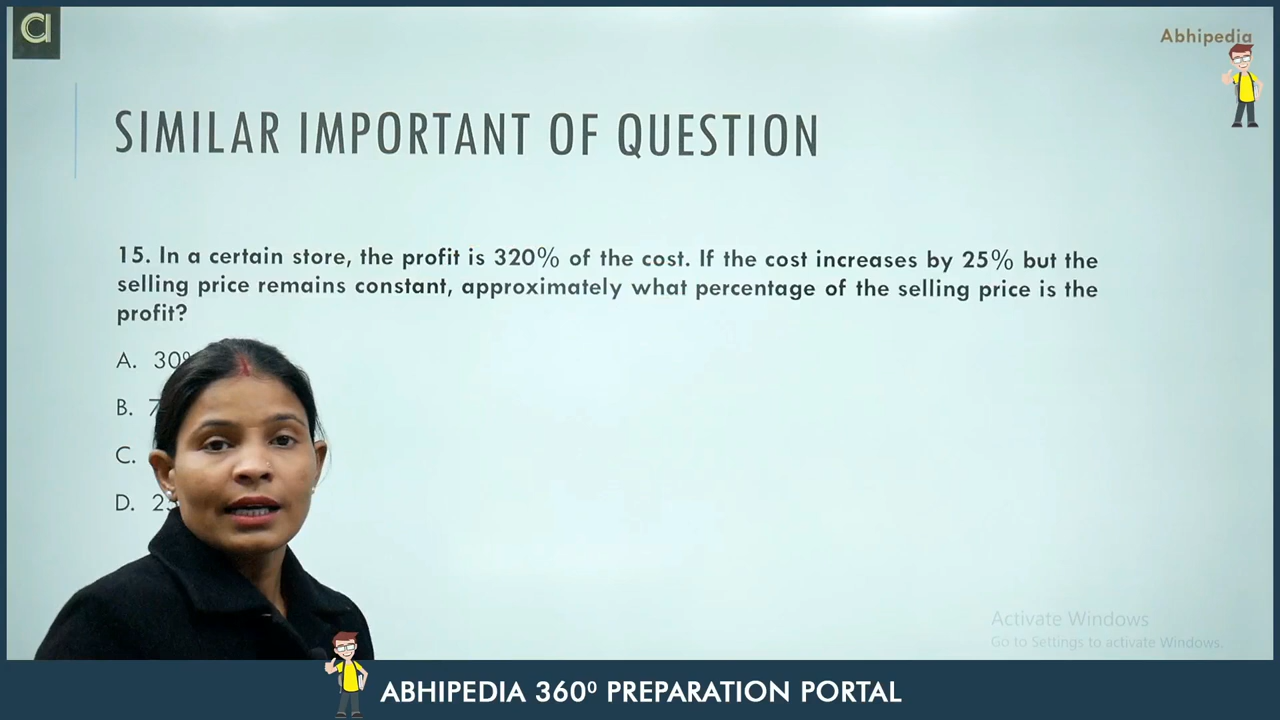 a
Abhipedia
SIMILAR IMPORTANT OF QUESTION
15. In a certain store, the profit is 320% of the cost. If the cost increases by 25% but the
selling price remains constant, approximately what percentage of the selling price is the
profit?
A.
B.
C.
D.
Activate Windows
Go to Settings to activate Windows.
ABHIPEDIA 360⁰ PREPARATION PORTAL